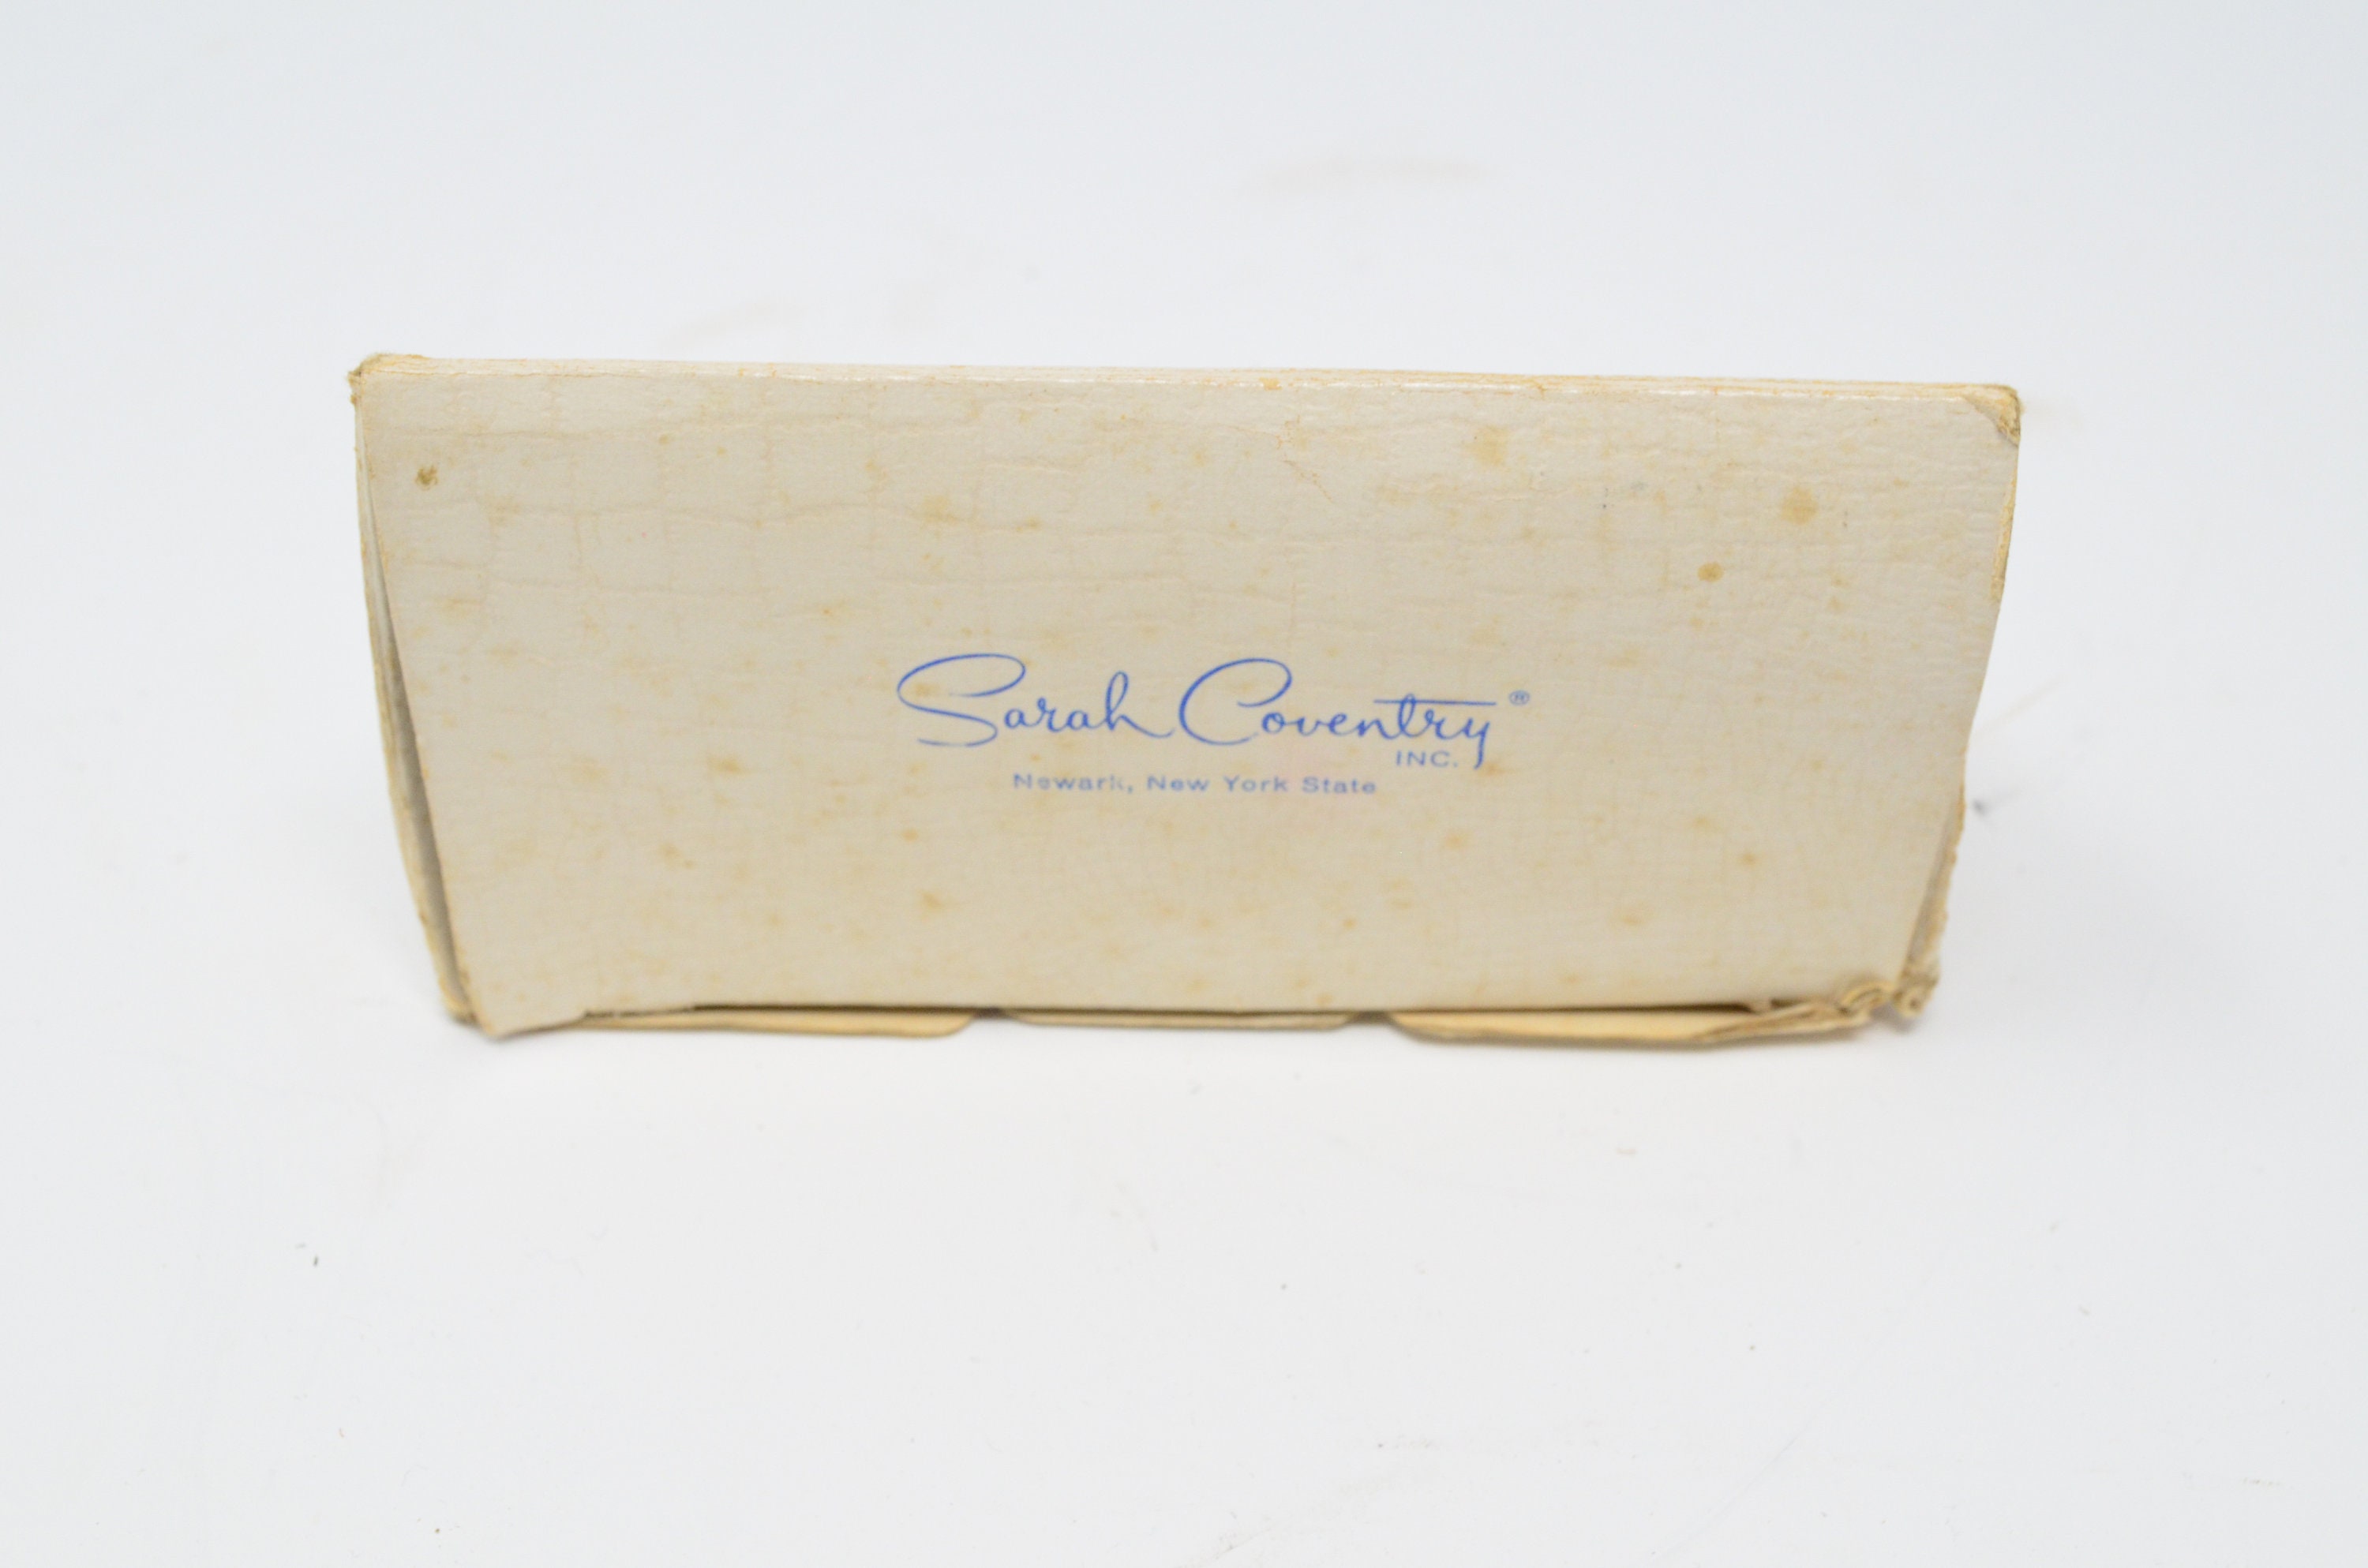 Sarah Coventry®
INC.
Newark, New York State